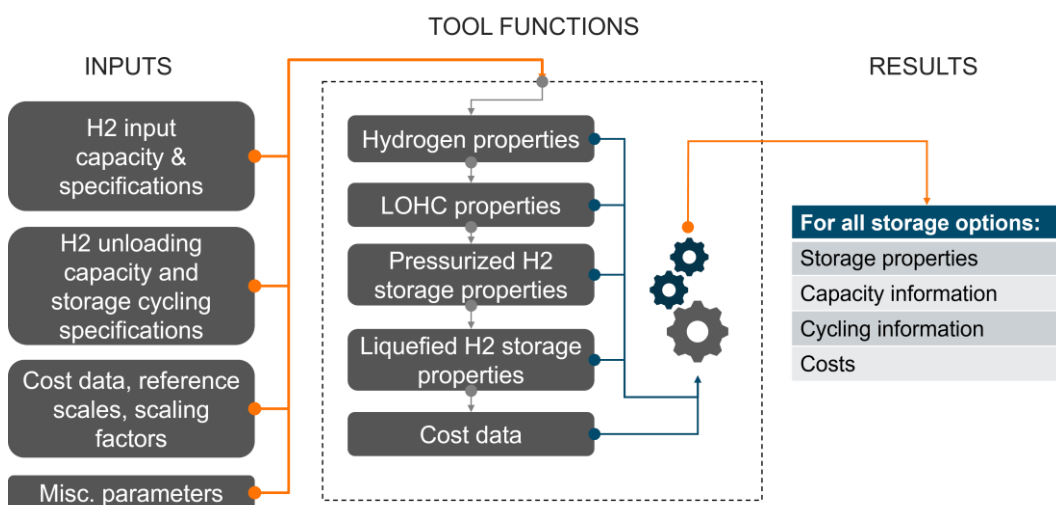 TOOL FUNCTIONS
INPUTS
H2 input
capacity &
specifications
H2 unloading
capacity and
storage cycling
specifications
Cost data, reference
scales, scaling
factors
Misc. parameters
Hydrogen properties
LOHC properties
Pressurized H2
storage properties
Liquefied H2 storage
properties
Cost data
RESULTS
For all storage options:
Storage properties
Capacity information
Cycling information
Costs